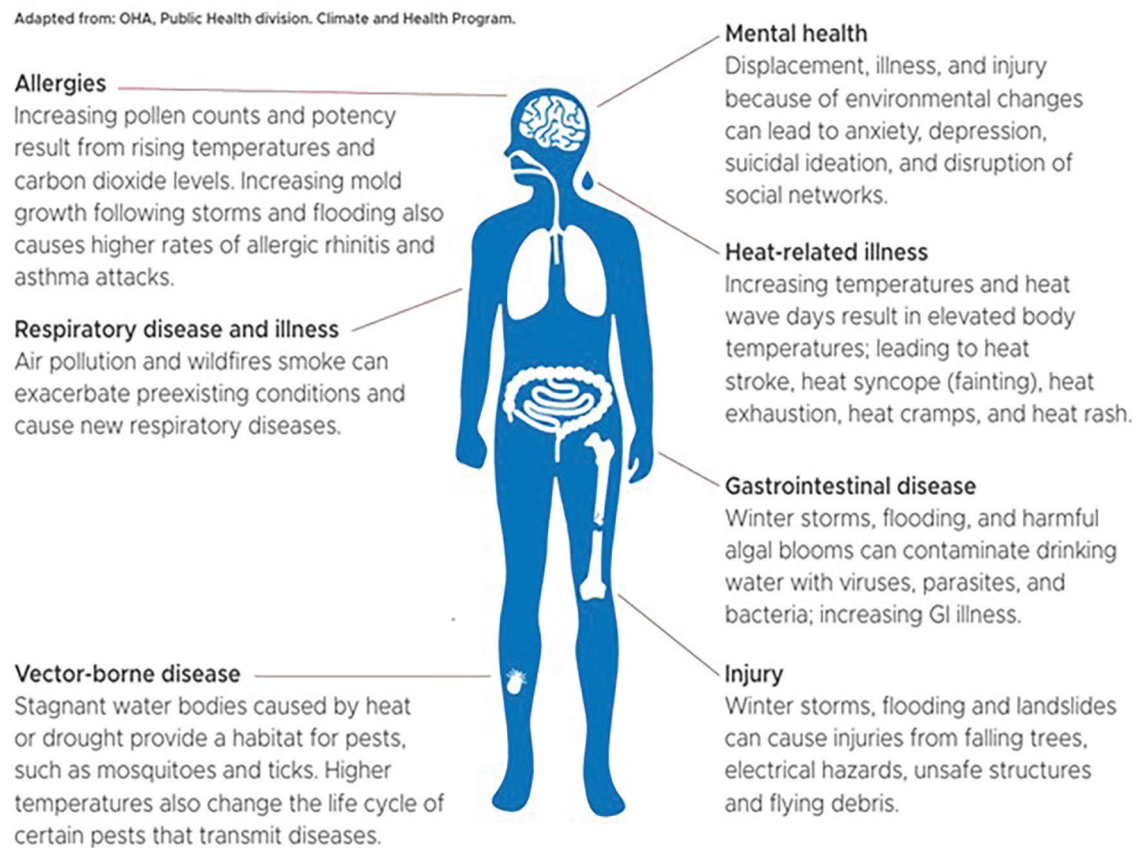 Adapted from: OHA, Public Health division. Climate and Health Program.
Allergies
Increasing pollen counts and potency
result from rising temperatures and
carbon dioxide levels. Increasing mold
growth following storms and flooding also
causes higher rates of allergic rhinitis and
asthma attacks.
Respiratory disease and illness
Air pollution and wildfires smoke can
exacerbate preexisting conditions and
cause new respiratory diseases.
Vector-borne disease
Stagnant water bodies caused by heat
or drought provide a habitat for pests,
such as mosquitoes and ticks. Higher
temperatures also change the life cycle of
certain pests that transmit diseases.
Mental health
Displacement, illness, and injury
because of environmental changes
can lead to anxiety, depression,
suicidal ideation, and disruption of
social networks.
Heat-related illness
Increasing temperatures and heat
wave days result in elevated body
temperatures; leading to heat
stroke, heat syncope (fainting), heat
exhaustion, heat cramps, and heat rash.
Gastrointestinal disease
Winter storms, flooding, and harmful
algal blooms can contaminate drinking
water with viruses, parasites, and
bacteria; increasing GI illness.
Injury
Winter storms, flooding and landslides
can cause injuries from falling trees,
electrical hazards, unsafe structures
and flying debris.